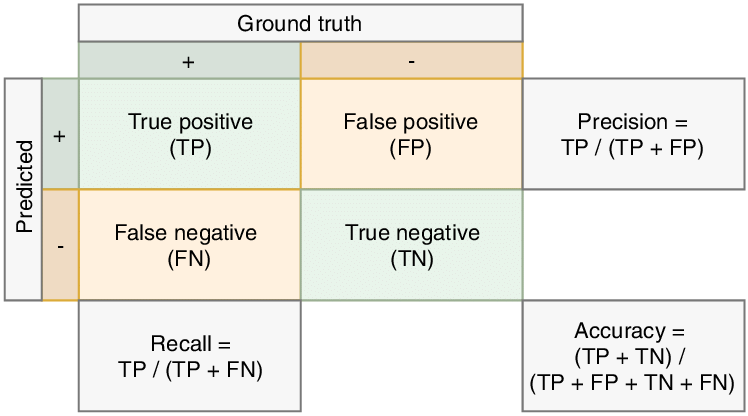 Ground truth
+
-
Predicted
+
True positive
(TP)
False positive
(FP)
Precision =
TP / (TP + FP)
-
False negative
(FN)
True negative
(TN)
Recall =
TP / (TP + FN)
Accuracy =
(TP + TN) /
(TP + FP + TN + FN)